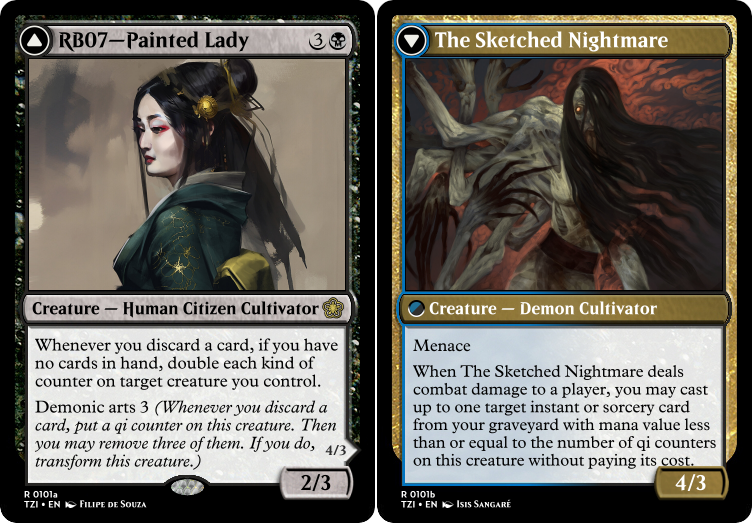 RB07—Painted Lady 3
Creature — Human Citizen Cultivator
Whenever you discard a card, if you have
no cards in hand, double each kind of
counter on target creature you control.
Demonic arts 3 (Whenever you discard a
card, put a qi counter on this creature. Then
you may remove three of them. If you do,
transform this creature.)
4/3
2/3
R 0101a
TZI • EN Filipe de Souza
The Sketched Nightmare
Creature — Demon Cultivator
Menace
When The Sketched Nightmare deals
combat damage to a player, you may cast
up to one target instant or sorcery card
from your graveyard with mana value less
than or equal to the number of qi counters
on this creature without paying its cost.
4/3
R 0101b
TZI • EN Isis Sangaré